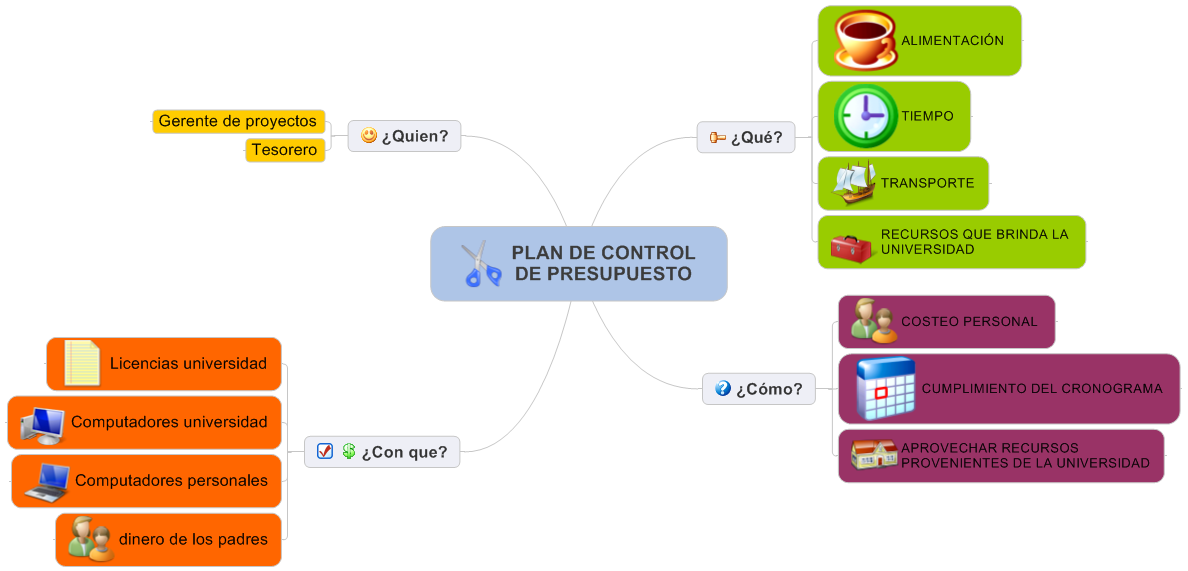 PLAN DE CONTROL
DE PRESUPUESTO
¿Quien?
Gerente de proyectos
Tesorero
¿Qué?
ALIMENTACIÓN
TIEMPO
TRANSPORTE
RECURSOS QUE BRINDA LA
UNIVERSIDAD
¿Cómo?
COSTEO PERSONAL
CUMPLIMIENTO DEL CRONOGRAMA
APROVECHAR RECURSOS
PROVENIENTES DE LA UNIVERSIDAD
¿Con que?
Licencias universidad
Computadores universidad
Computadores personales
dinero de los padres